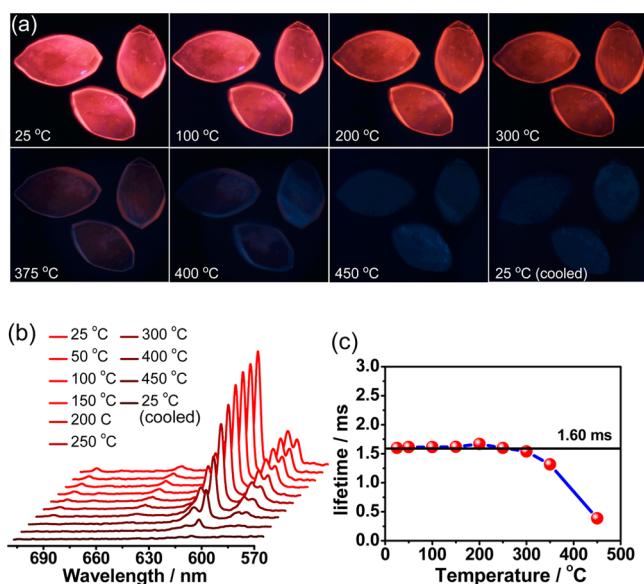 (a)
25 °C
100 °C
200 °C
300 °C
375 °C
400 °C
450 °C
25 °C (cooled)
(b)
25 °C
50 °C
100 °C
150 °C
200 C
250 °C
300 °C
400 °C
450 °C
25 °C
(cooled)
690 660 630 600 570
Wavelength / nm
(c)
3.0
2.5
2.0
1.5
1.0
0.5
0.0
1.60 ms
lifetime / ms
0 100 200 300 400 500
Temperature / °C